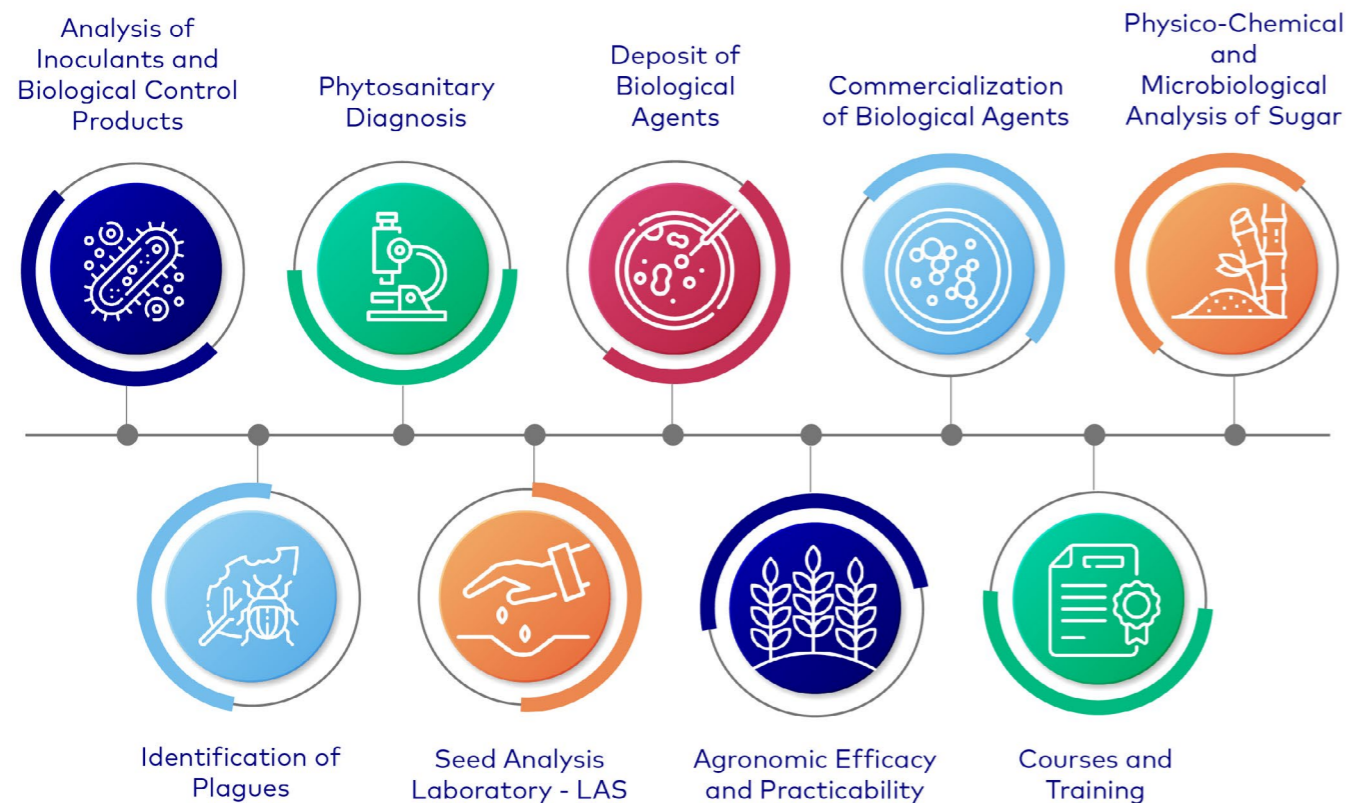 Analysis of
Inoculants and
Biological Control
Products
Phytosanitary
Diagnosis
Deposit of
Biological
Agents
Commercialization
of Biological Agents
Physico-Chemical
and
Microbiological
Analysis of Sugar
Identification of
Plagues
Seed Analysis
Laboratory - LAS
Agronomic Efficacy
and Practicability
Courses and
Training